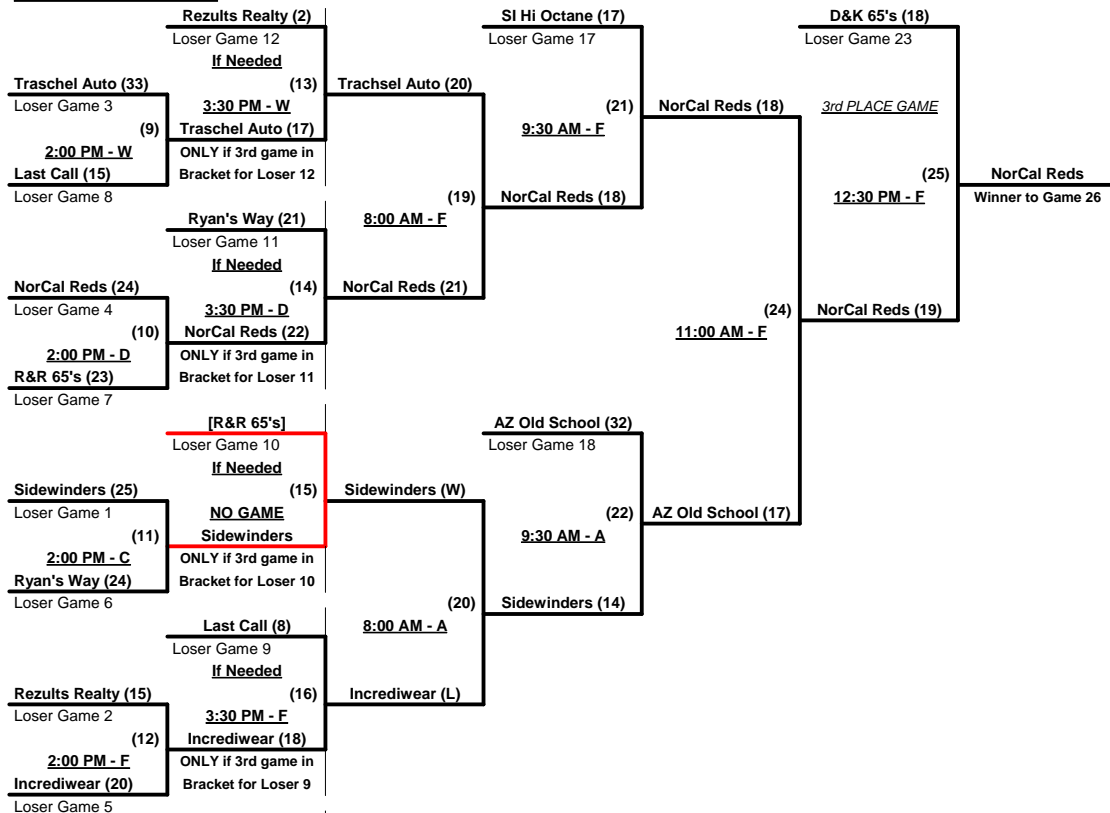 Rezults Realty (2)
SI Hi Octane (17)
D&K 65's (18)
Loser Game 12
Loser Game 17
Loser Game 23
If Needed
Traschel Auto (33)
(13)
Trachsel Auto (20)
Loser Game 3
3:30 PM - W
(21)
NorCal Reds (18)
3rd PLACE GAME
(9)
Traschel Auto (17)
9:30 AM - F
2:00 PM - W
ONLY if 3rd game in
Last Call (15)
Bracket for Loser 12
(25)
NorCal Reds
Loser Game 8
(19)
NorCal Reds (18)
12:30 PM - F
Winner to Game 26
Ryan's Way (21)
8:00 AM - F
Loser Game 11
If Needed
NorCal Reds (24)
(14)
NorCal Reds (21)
Loser Game 4
3:30 PM - D
(24)
NorCal Reds (19)
(10)
NorCal Reds (22)
11:00 AM - F
2:00 PM - D
ONLY if 3rd game in
R&R 65's (23)
Bracket for Loser 11
Loser Game 7
[R&R 65's]
AZ Old School (32)
Loser Game 10
Loser Game 18
If Needed
Sidewinders (25)
(15)
Sidewinders (W)
Loser Game 1
NO GAME
(22)
AZ Old School (17)
(11)
Sidewinders
9:30 AM - A
2:00 PM - C
ONLY if 3rd game in
Ryan's Way (24)
Bracket for Loser 10
Loser Game 6
(20)
Sidewinders (14)
Last Call (8)
8:00 AM - A
Loser Game 9
If Needed
Rezults Realty (15)
(16)
Incrediwear (L)
Loser Game 2
3:30 PM - F
(12)
Incrediwear (18)
2:00 PM - F
ONLY if 3rd game in
Incrediwear (20)
Bracket for Loser 9
Loser Game 5